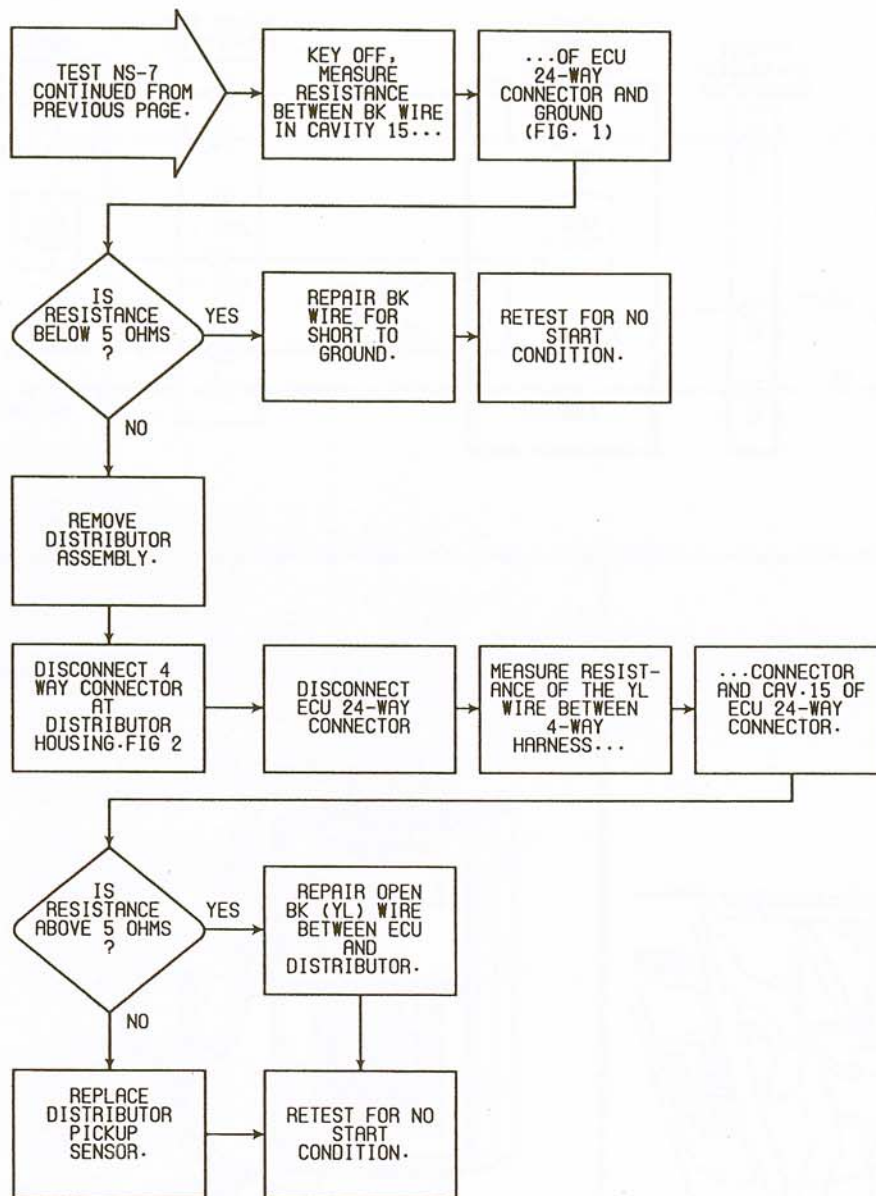 TEST NS-7
CONTINUED FROM
PREVIOUS PAGE.
KEY OFF,
MEASURE
RESISTANCE
BETWEEN BK WIRE
IN CAVITY 15...
...OF ECU
24-WAY
CONNECTOR AND
GROUND
(FIG. 1)
IS
RESISTANCE
BELOW 5 OHMS
?
YES
REPAIR BK
WIRE FOR
SHORT TO
GROUND.
RETEST FOR NO
START
CONDITION.
NO
REMOVE
DISTRIBUTOR
ASSEMBLY.
DISCONNECT 4
WAY CONNECTOR
AT
DISTRIBUTOR
HOUSING.FIG 2
DISCONNECT
ECU 24-WAY
CONNECTOR
MEASURE RESIST-
ANCE OF THE YL
WIRE BETWEEN
4-WAY
HARNESS...
...CONNECTOR
AND CAV.15 OF
ECU 24-WAY
CONNECTOR.
IS
RESISTANCE
ABOVE 5 OHMS
?
YES
REPAIR OPEN
BK (YL) WIRE
BETWEEN ECU
AND
DISTRIBUTOR.
NO
REPLACE
DISTRIBUTOR
PICKUP
SENSOR.
RETEST FOR NO
START
CONDITION.